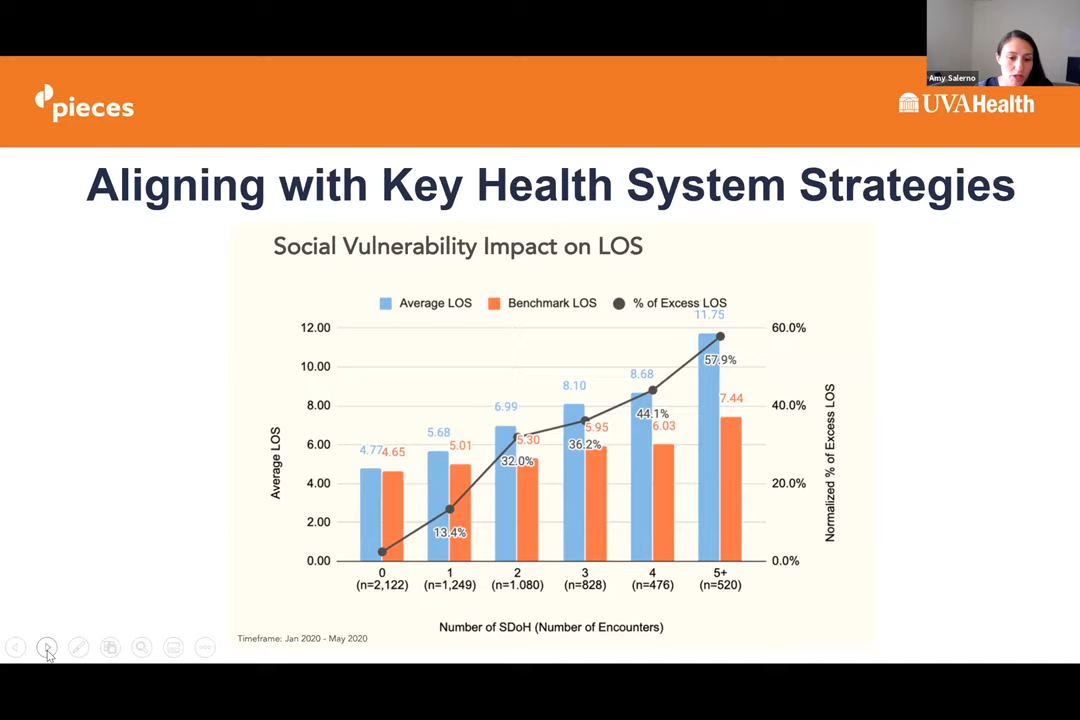 Amy Salerno
pieces
UVAHealth
Aligning with Key Health System Strategies
Social Vulnerability Impact on LOS
Average LOS
Benchmark LOS
% of Excess LOS
12.00
10.00
8.00
6.00
4.00
2.00
0.00
Average LOS
4.77
4.65
5.68
5.01
13.4%
6.99
5.30
32.0%
8.10
5.95
36.2%
8.68
44.1%
6.03
11.75
57.9%
7.44
60.0%
40.0%
20.0%
0.0%
Normalized % of Excess LOS
0
(n=2,122)
1
(n=1,249)
2
(n=1.080)
3
(n=828)
4
(n=476)
5+
(n=520)
Number of SDoH (Number of Encounters)
Timeframe: Jan 2020 - May 2020